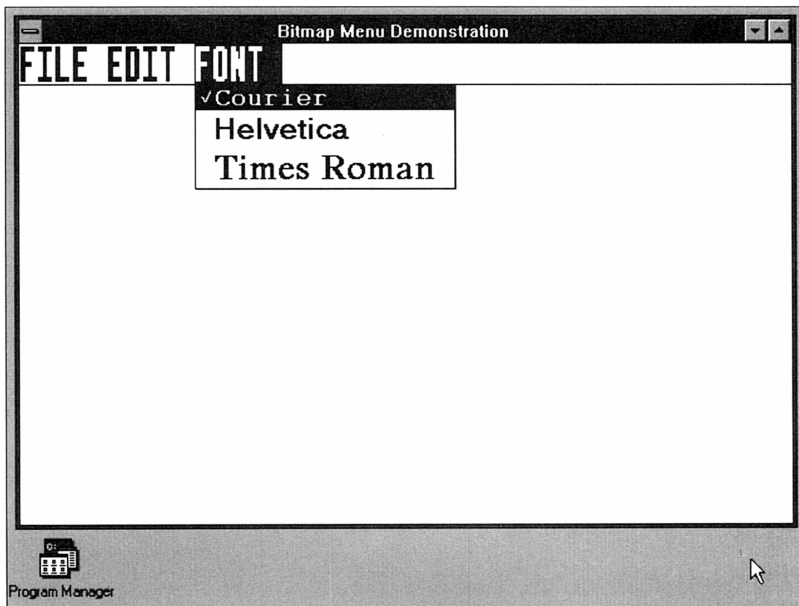 Bitmap Menu Demonstration
FILE EDIT FONT
✓Courier
Helvetica
Times Roman
C:
Program Manager